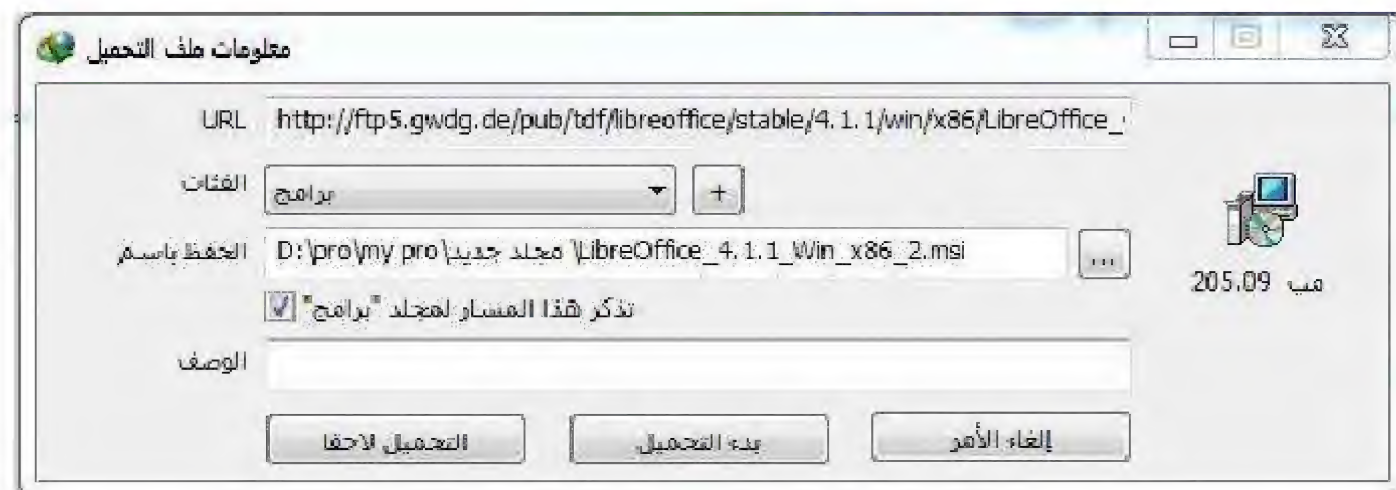 معلومات ملف التحميل
URL http://ftp5.gwdg.de/pub/tdf/libreoffice/stable/4.1.1/win/x86/LibreOffice_
الفئات برامج +
الحفظ باسم D:\pro\my pro\مجلد جديد \LibreOffice_4.1.1_Win_x86_2.msi ...
205.09 مب
تذكر هذا المسار لمجلد "برامج"
الوصف
التحميل لاحقا بدء التحميل إلغاء الأمر